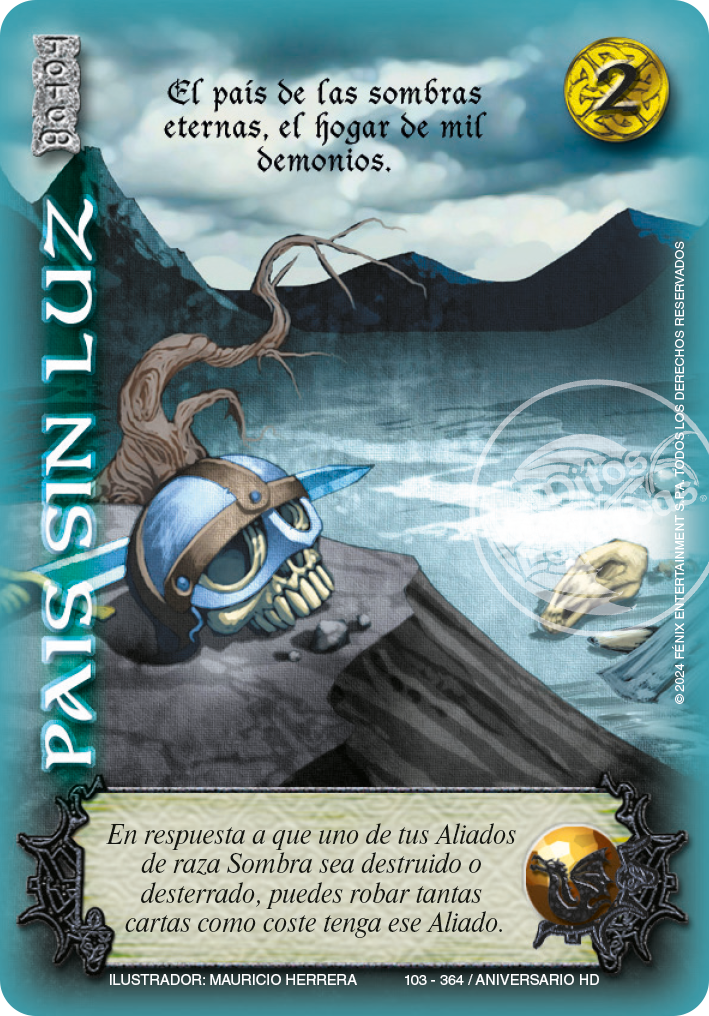 El país de las sombras
eternas, el hogar de mil
demonios.
2
PAIS SIN LUZ
© 2024 FÉNIX ENTERTAINMENT S.P.A. TODOS LOS DERECHOS RESERVADOS
En respuesta a que uno de tus Aliados
de raza Sombra sea destruido o
desterrado, puedes robar tantas
cartas como coste tenga ese Aliado.
ILUSTRADOR: MAURICIO HERRERA 103 - 364 / ANIVERSARIO HD